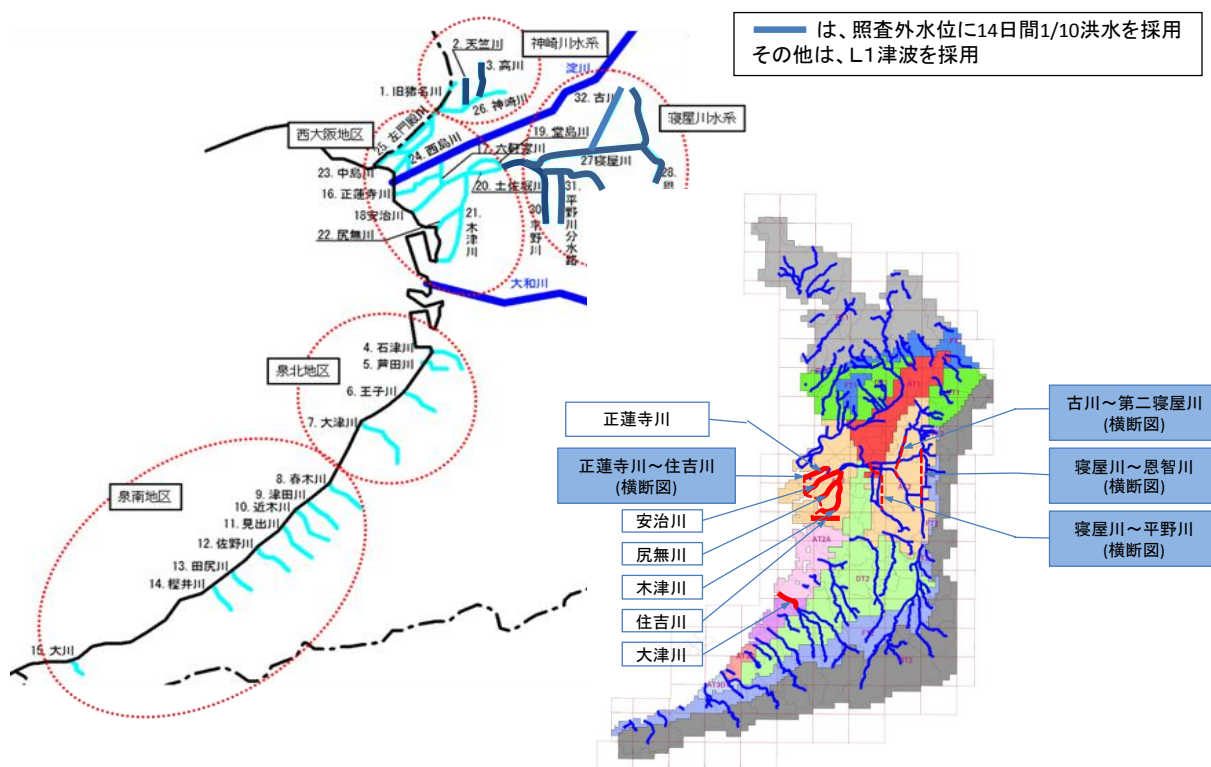 は、照査外水位に14日間1/10洪水を採用
その他は、L1津波を採用
2. 天竺川
神崎川水系
3. 高川
淀川
1. 旧猪名川
26. 神崎川
32. 古川
寝屋川水系
西大阪地区
25. 左門殿川
19. 堂島川
24. 西島川
17. 六軒家川
27寝屋川
23. 中島川
28.
16. 正蓮寺川
20. 土佐堀川
31. 平野川分水路
18安治川
21. 木津川
30. 平野川
22. 尻無川
大和川
4. 石津川
泉北地区
5. 芦田川
6. 王子川
7. 大津川
泉南地区
8. 春木川
9. 津田川
10. 近木川
11. 見出川
12. 佐野川
13. 田尻川
14. 樫井川
15. 大川
正蓮寺川
正蓮寺川~住吉川
(横断図)
安治川
尻無川
木津川
住吉川
大津川
古川~第二寝屋川
(横断図)
寝屋川~恩智川
(横断図)
寝屋川~平野川
(横断図)
AT1
AT2A
DT2